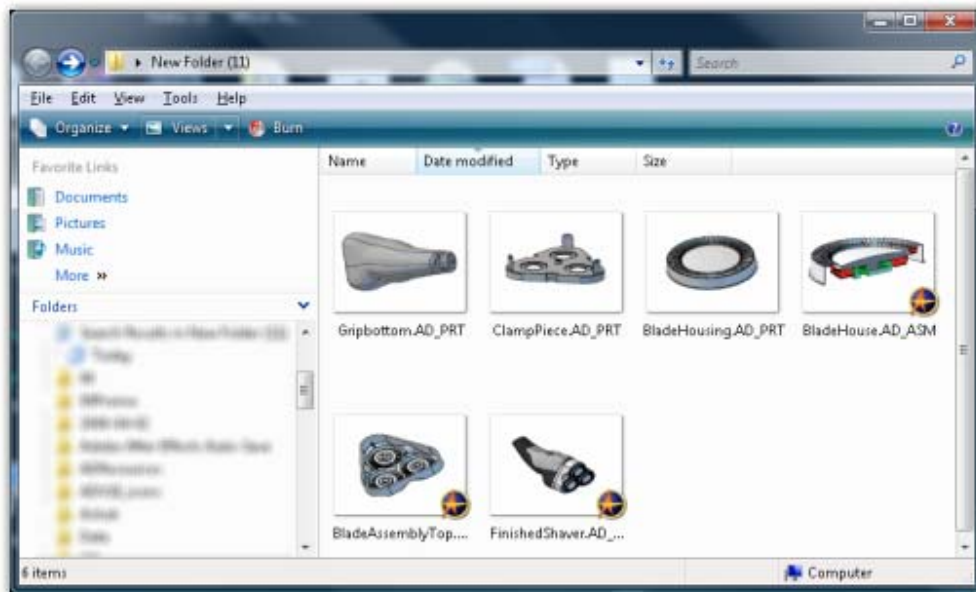 New Folder (11)
Search
File Edit View Tools Help
Organize Views Burn
Favorite Links
Documents
Pictures
Music
More »
Folders
Name Date modified Type Size
Gripbottom.AD_PRT ClampPiece.AD_PRT BladeHousing.AD_PRT BladeHouse.AD_ASM
BladeAssemblyTop.... FinishedShaver.AD_...
6 items
Computer